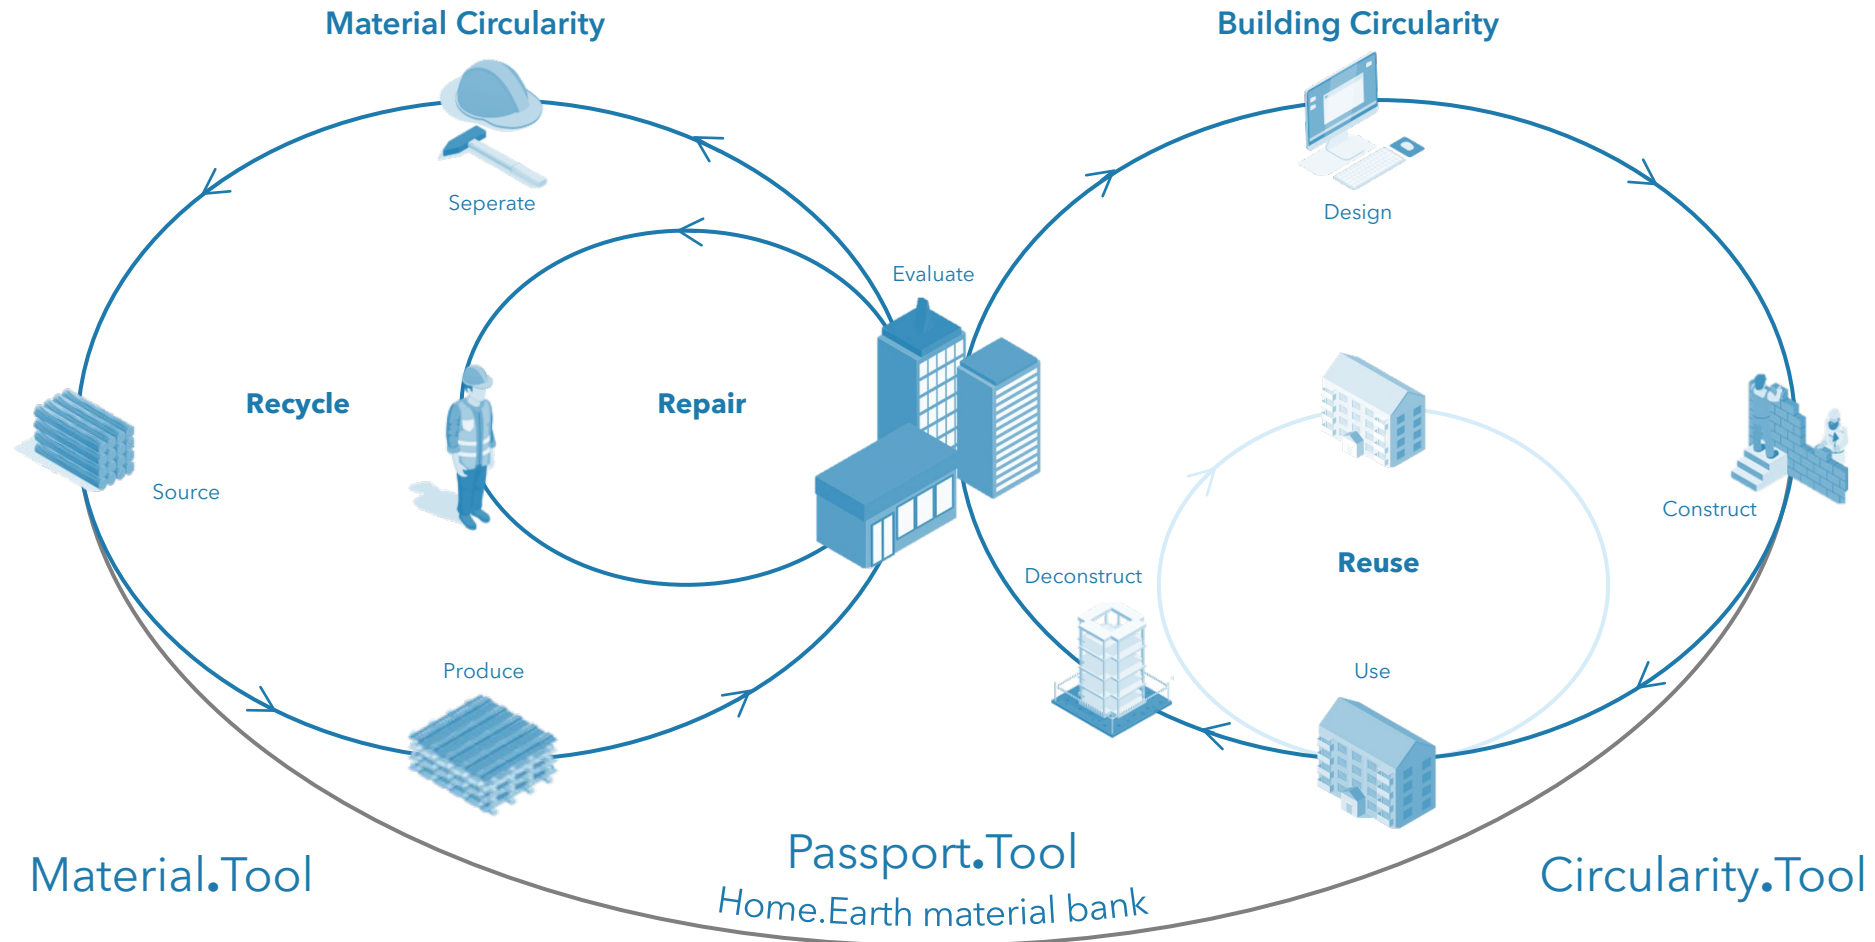 Material Circularity
Building Circularity
Seperate
Design
Evaluate
Recycle
Repair
Source
Construct
Reuse
Deconstruct
Produce
Use
Passport.Tool
Material.Tool
Circularity.Tool
Home.Earth material bank